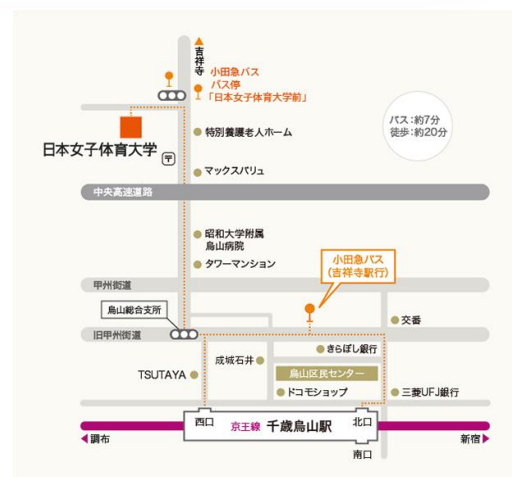 吉祥寺
小田急バス
バス停
「日本女子体育大学前」
バス:約7分
徒歩:約20分
特別養護老人ホーム
日本女子体育大学
〒
マックスバリュ
中央高速道路
昭和大学附属
烏山病院
タワーマンション
小田急バス
(吉祥寺駅行)
甲州街道
烏山総合支所
交番
旧甲州街道
きらぼし銀行
成城石井
TSUTAYA
烏山区民センター
ドコモショップ
三菱UFJ銀行
西口
京王線 千歳烏山駅
北口
調布
新宿
南口